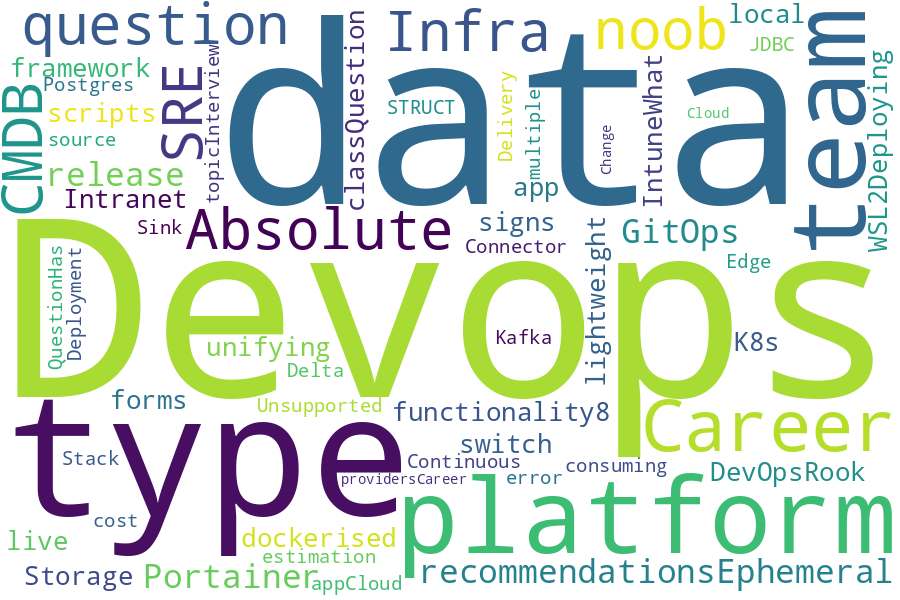 question
data
Infra
noob
local
JDBC
team
framework
Postgres
SRE
topicInterview
classQuestion
STRUCT
Delivery
multiple
Change
IntuneWhat
Cloud
WSL2Deploying
CMDB
scripts
source
release
Intranet
app
Sink
Absolute
signs
Connector
lightweight
GitOps
Edge
Devops
QuestionHas
Deployment
Kafka
K8s
unifying
Delta
type
forms
Unsupported
functionality8
Career
switch
Stack
Continuous
providersCareer
error
consuming
DevOpsRook
platform
cost
live
dockerised
estimation
Storage
Portainer
appCloud
recommendationsEphemeral